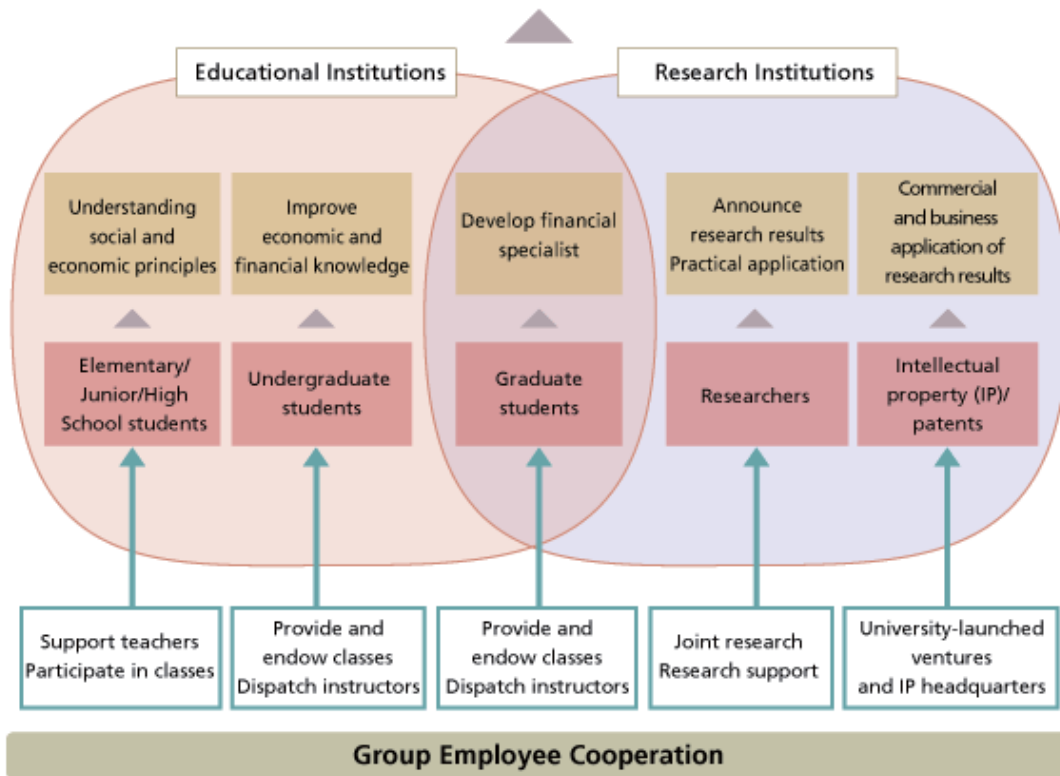 Educational Institutions
Research Institutions
Understanding
social and
economic principles
Improve
economic and
financial knowledge
Develop financial
specialist
Announce
research results
Practical application
Commercial
and business
application of
research results
Elementary/
Junior/High
School students
Undergraduate
students
Graduate
students
Researchers
Intellectual
property (IP)/
patents
Support teachers
Participate in classes
Provide and
endow classes
Dispatch instructors
Provide and
endow classes
Dispatch instructors
Joint research
Research support
University-launched
ventures
and IP headquarters
Group Employee Cooperation